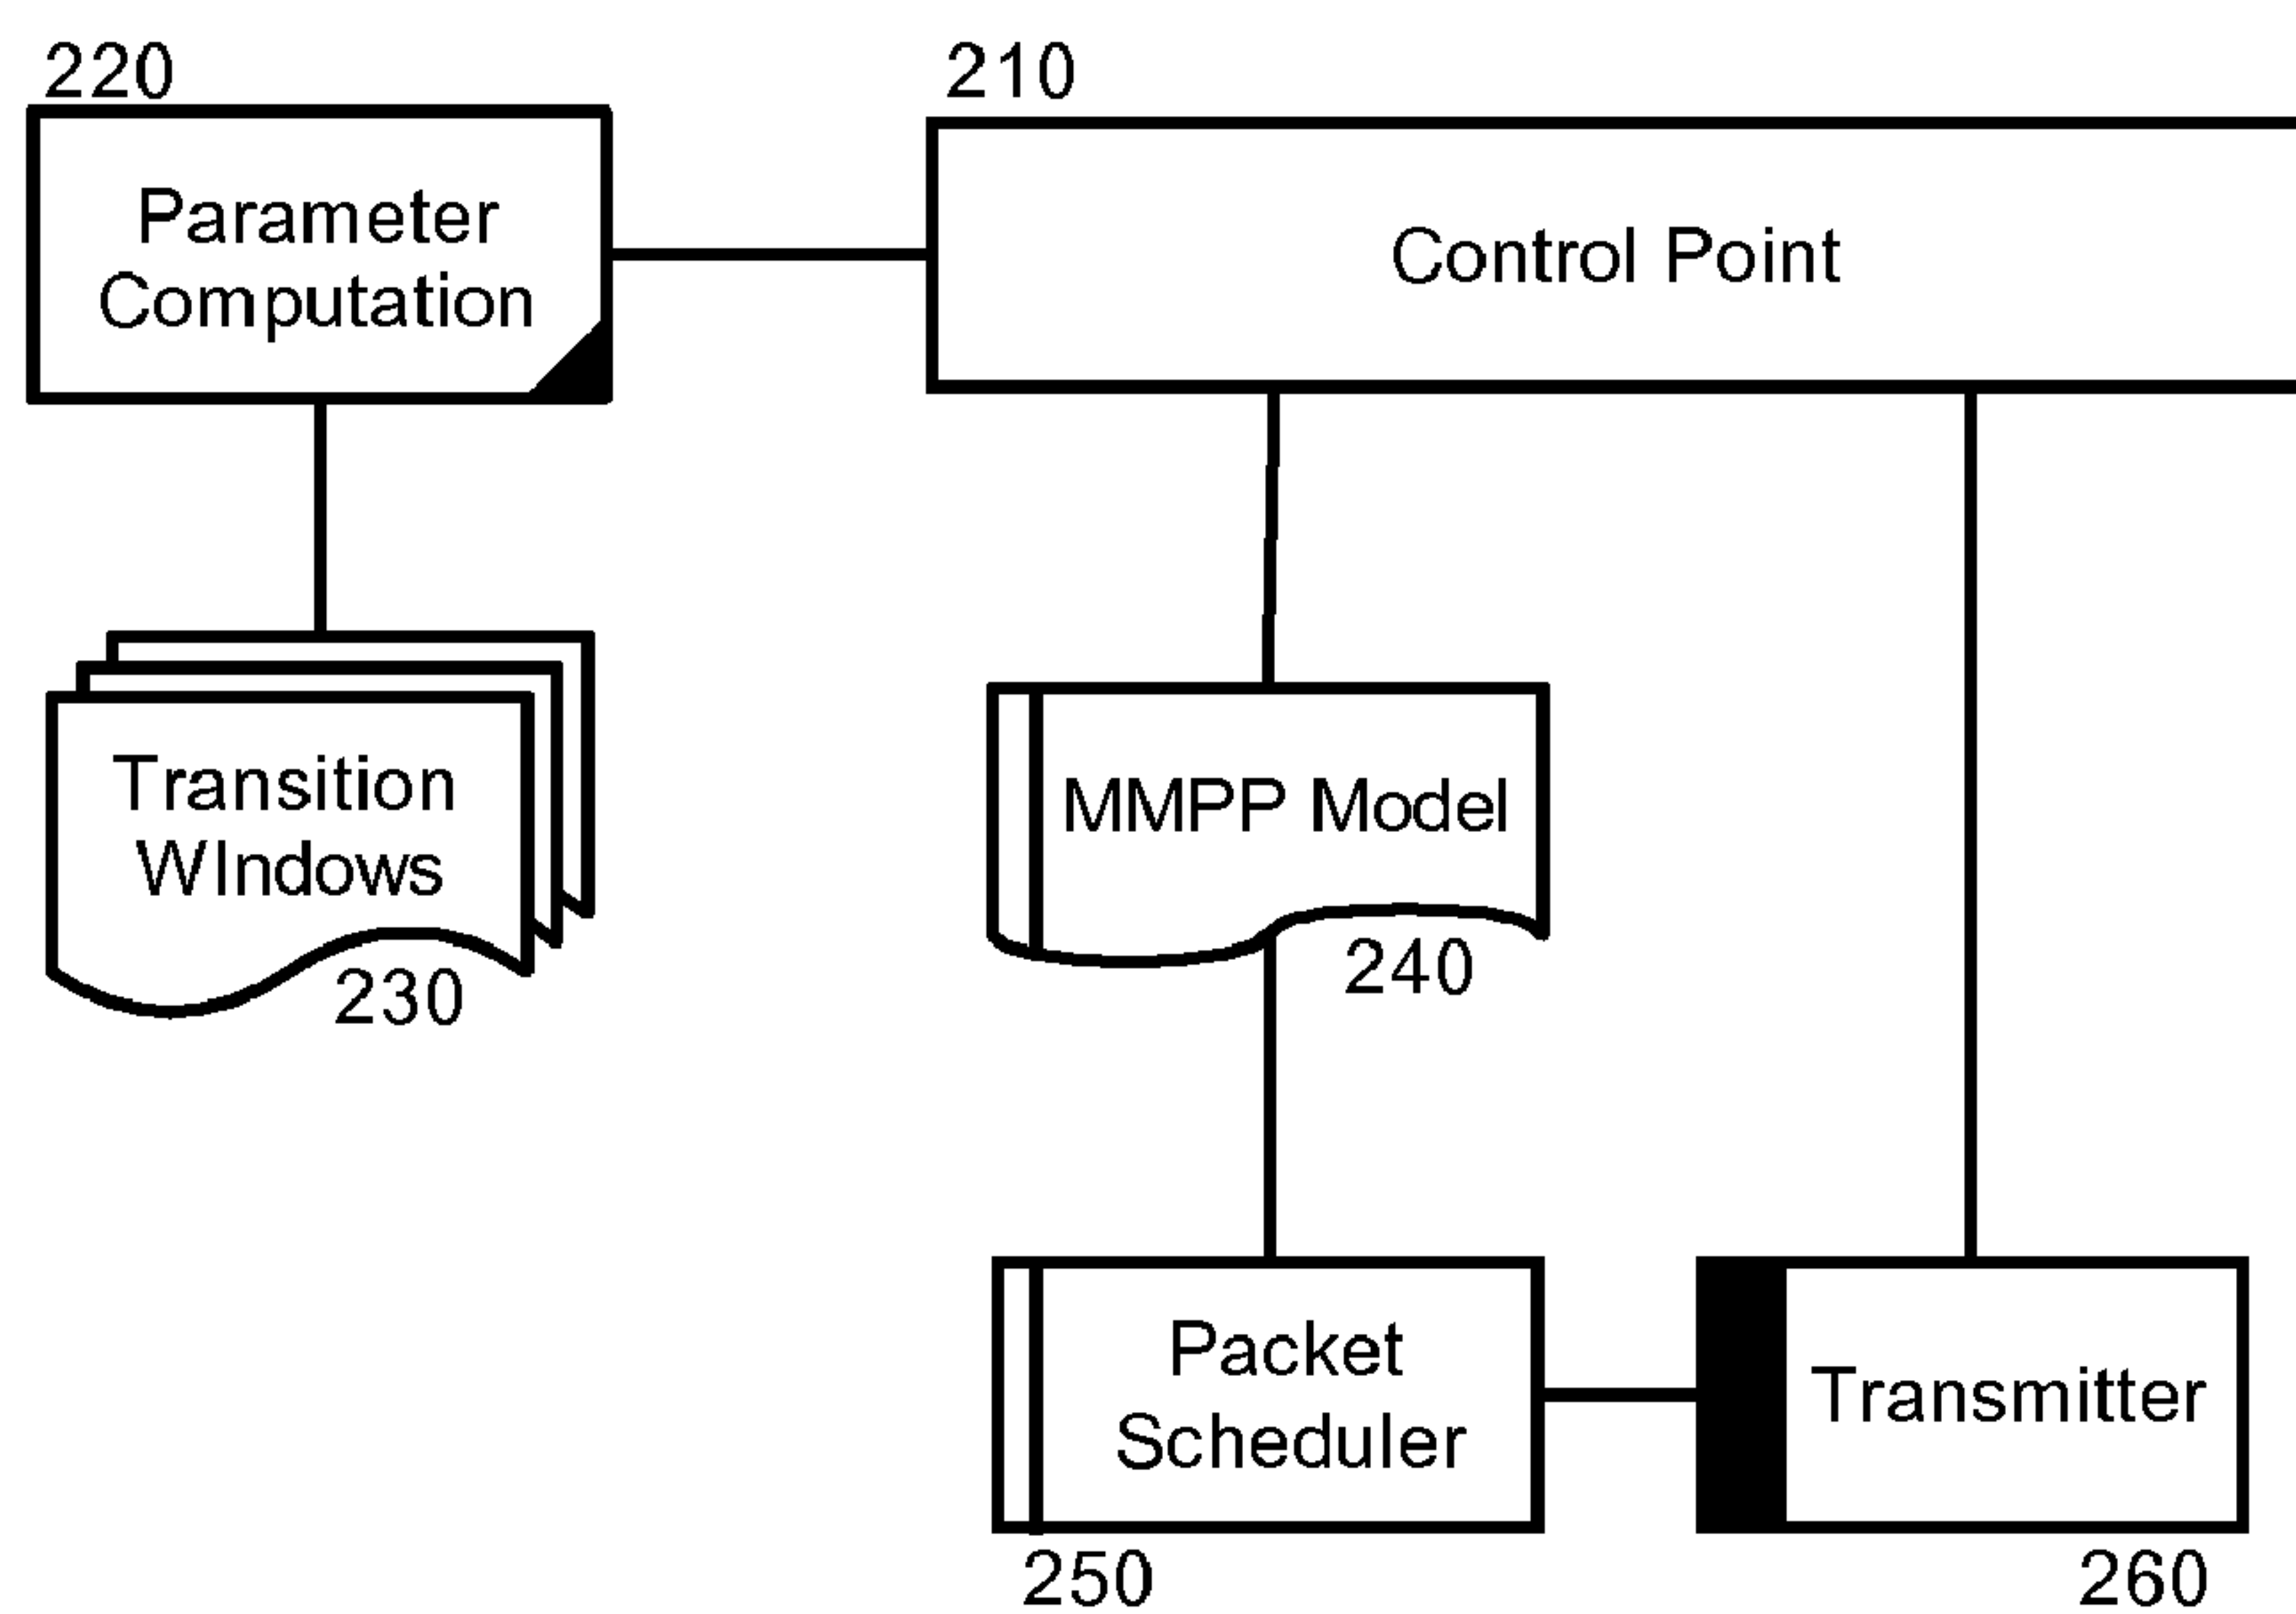 220
Parameter
Computation
210
Control Point
Transition
WIndows
230
MMPP Model
240
Packet
Scheduler
250
Transmitter
260